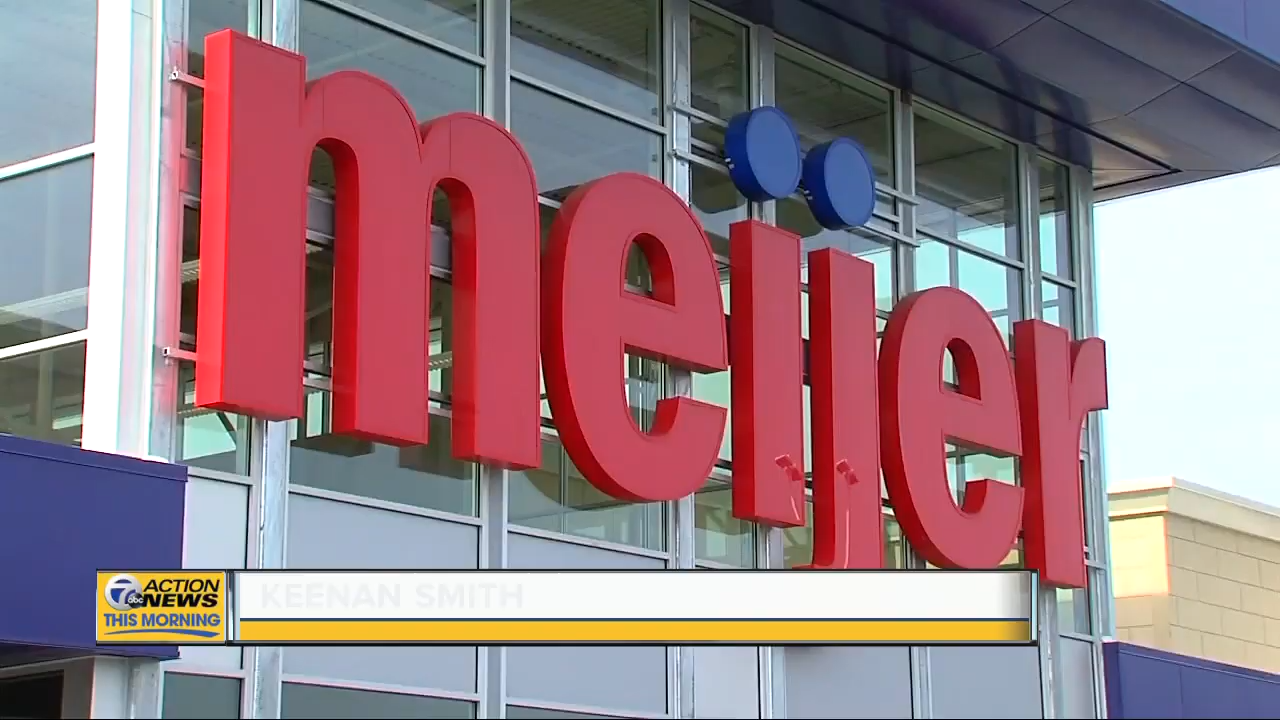 meijer
KEENAN SMITH
7 abc ACTION
NEWS
THIS MORNING